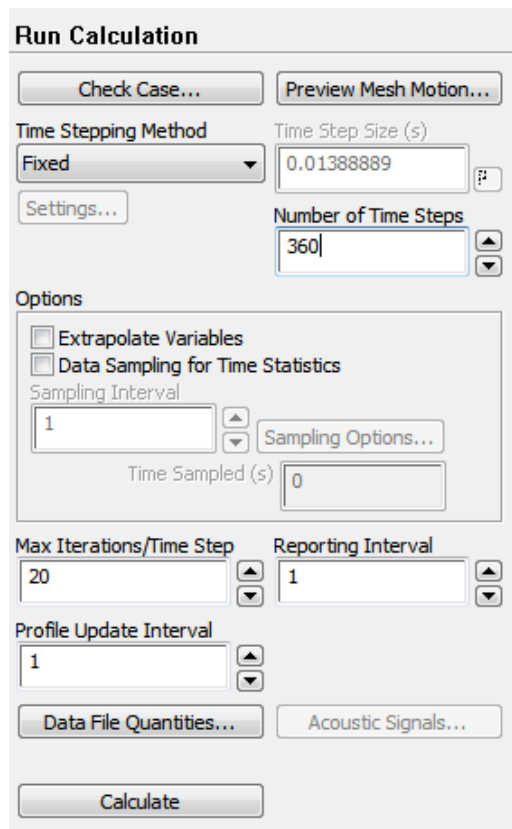 Run Calculation
Check Case...
Preview Mesh Motion...
Time Stepping Method
Time Step Size (s)
Fixed
0.01388889
Settings...
Number of Time Steps
360
Options
Extrapolate Variables
Data Sampling for Time Statistics
Sampling Interval
1
Sampling Options...
Time Sampled (s)
0
Max Iterations/Time Step
Reporting Interval
20
1
Profile Update Interval
1
Data File Quantities...
Acoustic Signals...
Calculate